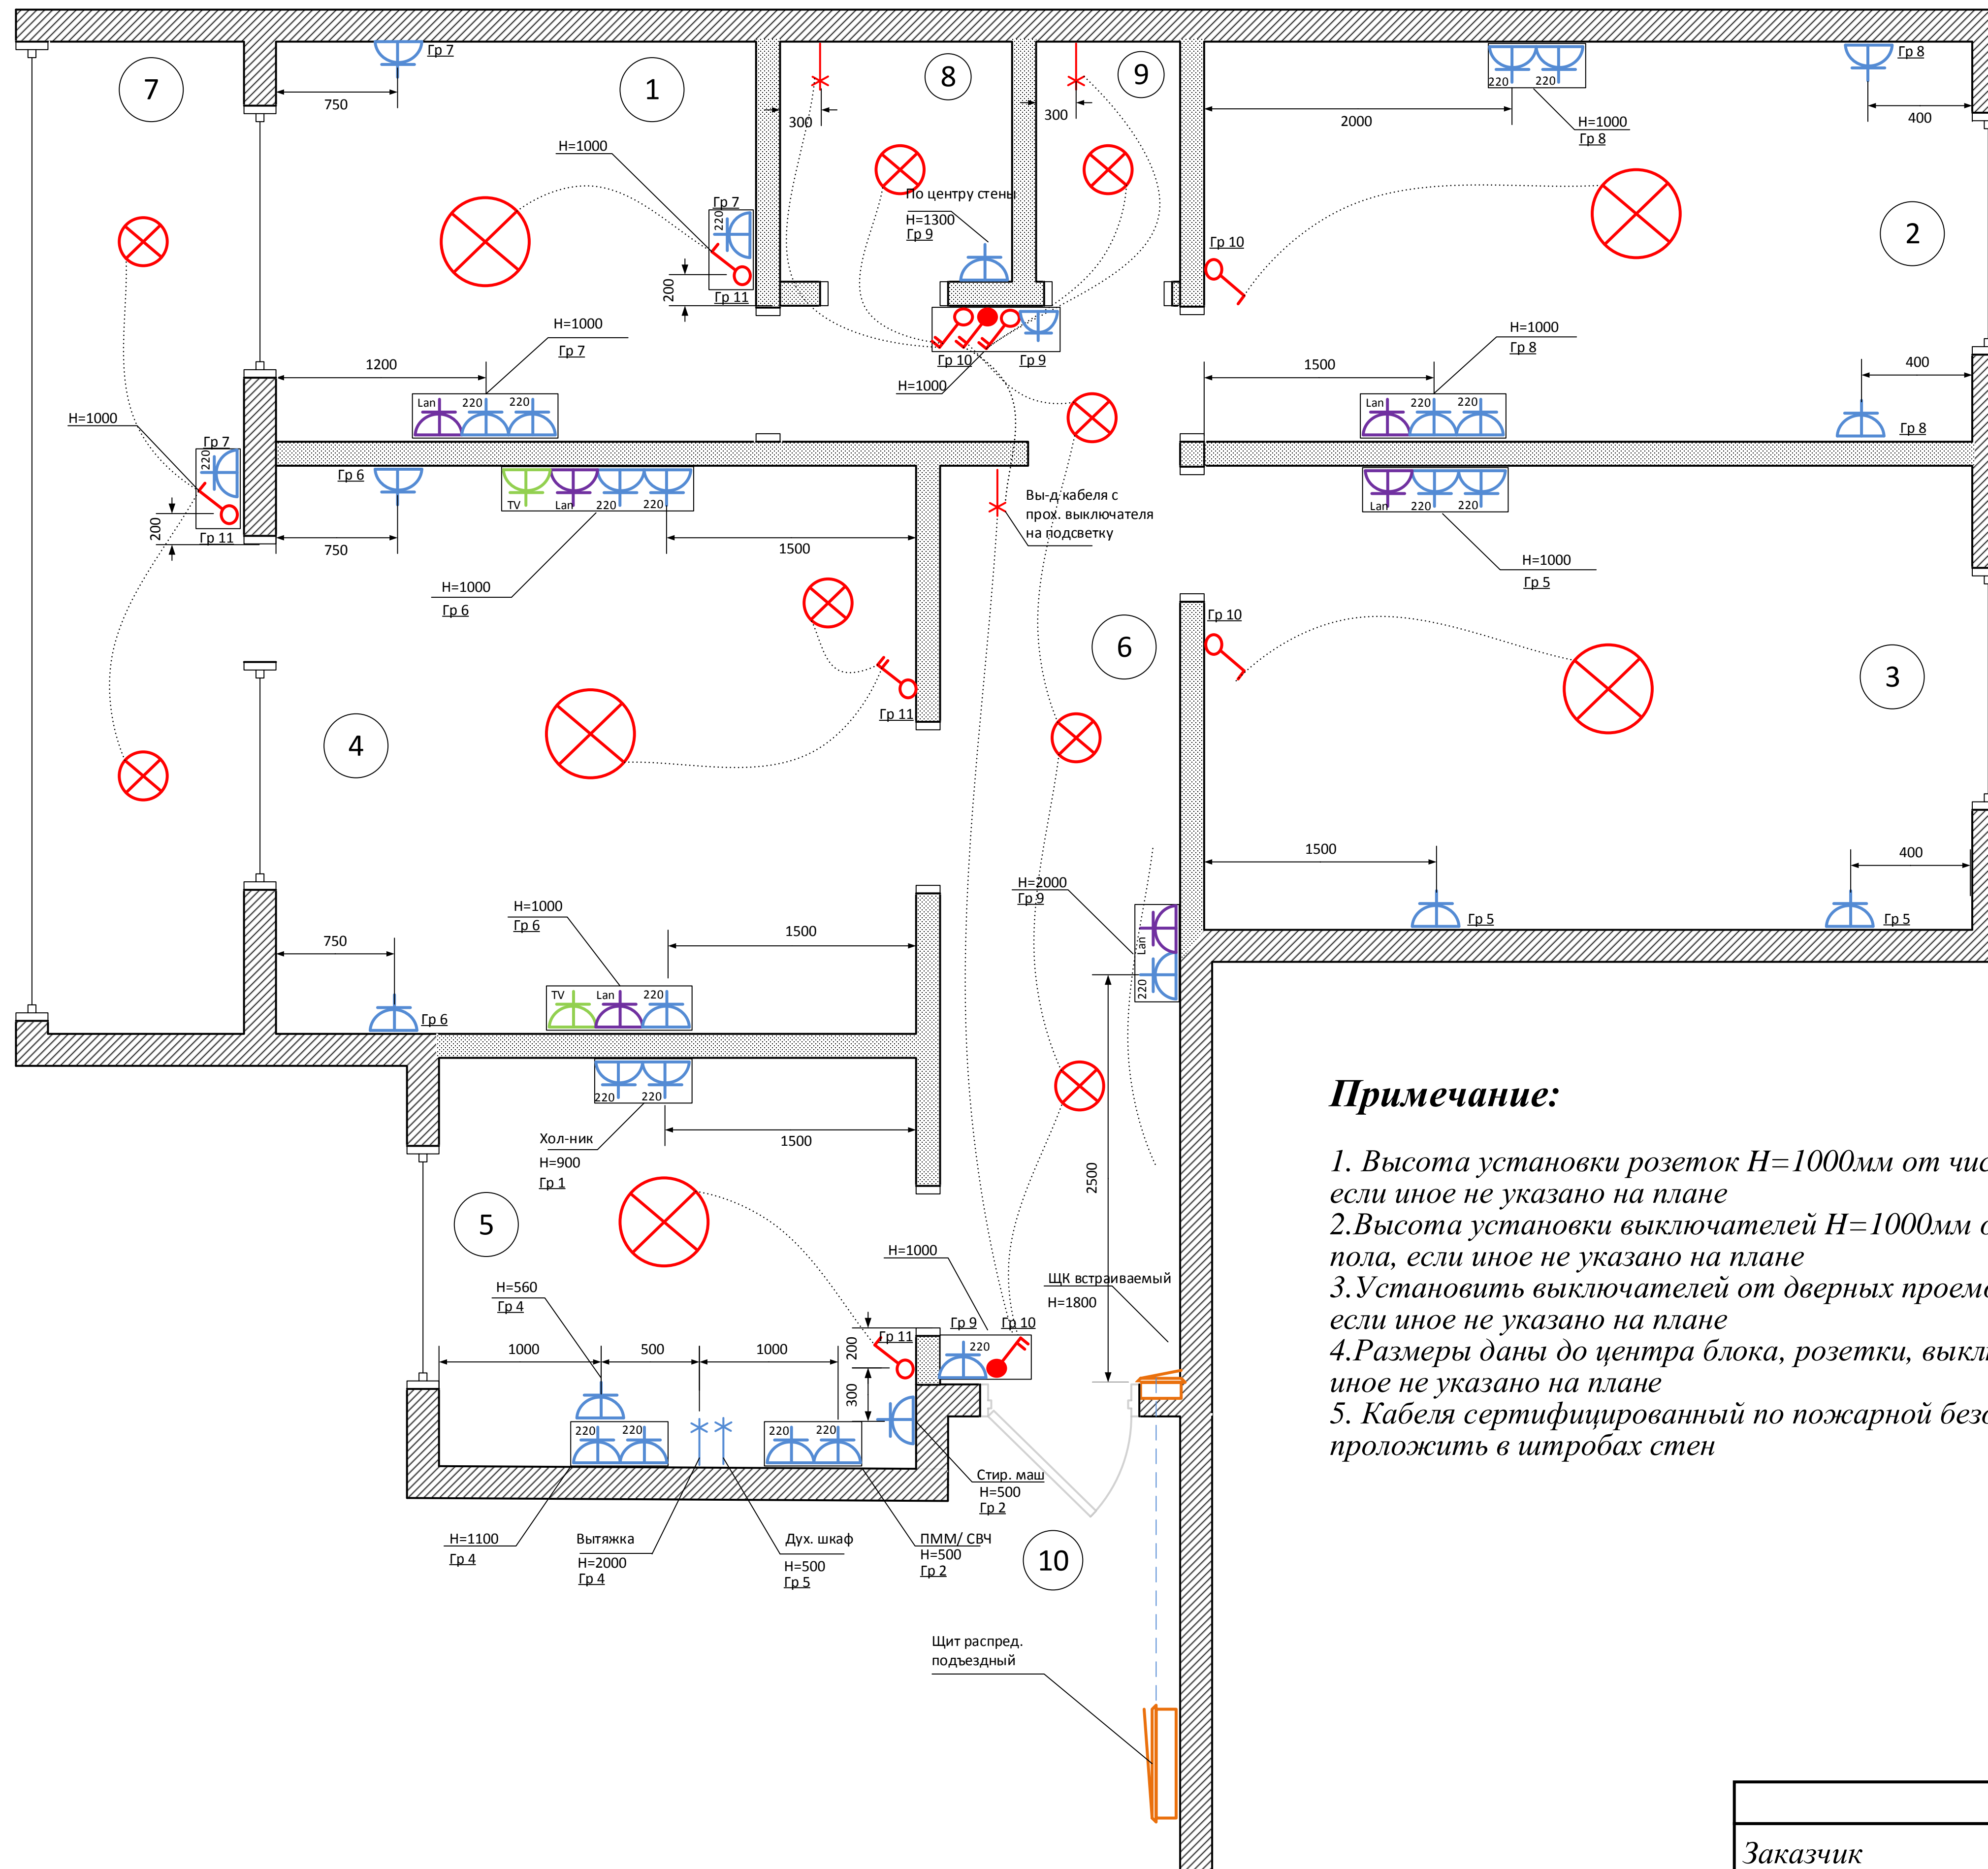 7
Гр 7
1
8
9
Гр 8
750
300
300
2000
220
220
H=1000
Гр 8
400
H=1000
По центру стены
H=1300
Гр 9
Гр 7
220
Гр 11
200
Гр 10
2
H=1000
Гр 7
1200
Lan
220
220
Гр 10
Гр 9
H=1000
H=1000
Гр 8
1500
Lan
220
220
400
Гр 8
H=1000
Гр 7
220
Гр 11
200
Гр 6
750
TV
Lan
220
220
1500
H=1000
Гр 6
Вы-д кабеля с
прох. выключателя
на подсветку
Lan
220
220
H=1000
Гр 5
Гр 10
6
3
4
Гр 11
1500
400
Гр 5
Гр 5
H=2000
Гр 9
Lan
220
H=1000
Гр 6
750
1500
TV
Lan
220
Гр 6
220
220
Хол-ник
H=900
Гр 1
1500
2500
5
H=1000
ЩК встраиваемый
H=1800
H=560
Гр 4
1000
500
1000
200
300
Гр 11
Гр 9
Гр 10
220
220
220
220
220
Стир. маш
H=500
Гр 2
H=1100
Гр 4
Вытяжка
H=2000
Гр 4
Дух. шкаф
H=500
Гр 5
ПММ/ СВЧ
H=500
Гр 2
10
Щит распред.
подъездный
Примечание:
1. Высота установки розеток H=1000мм от
если иное не указано на плане
2.Высота установки выключателей H=1000мм
пола, если иное не указано на плане
3.Установить выключателей от дверных
если иное не указано на плане
4.Размеры даны до центра блока, розетки,
иное не указано на плане
5. Кабеля сертифицированный по пожарной
проложить в штробах стен
Заказчик